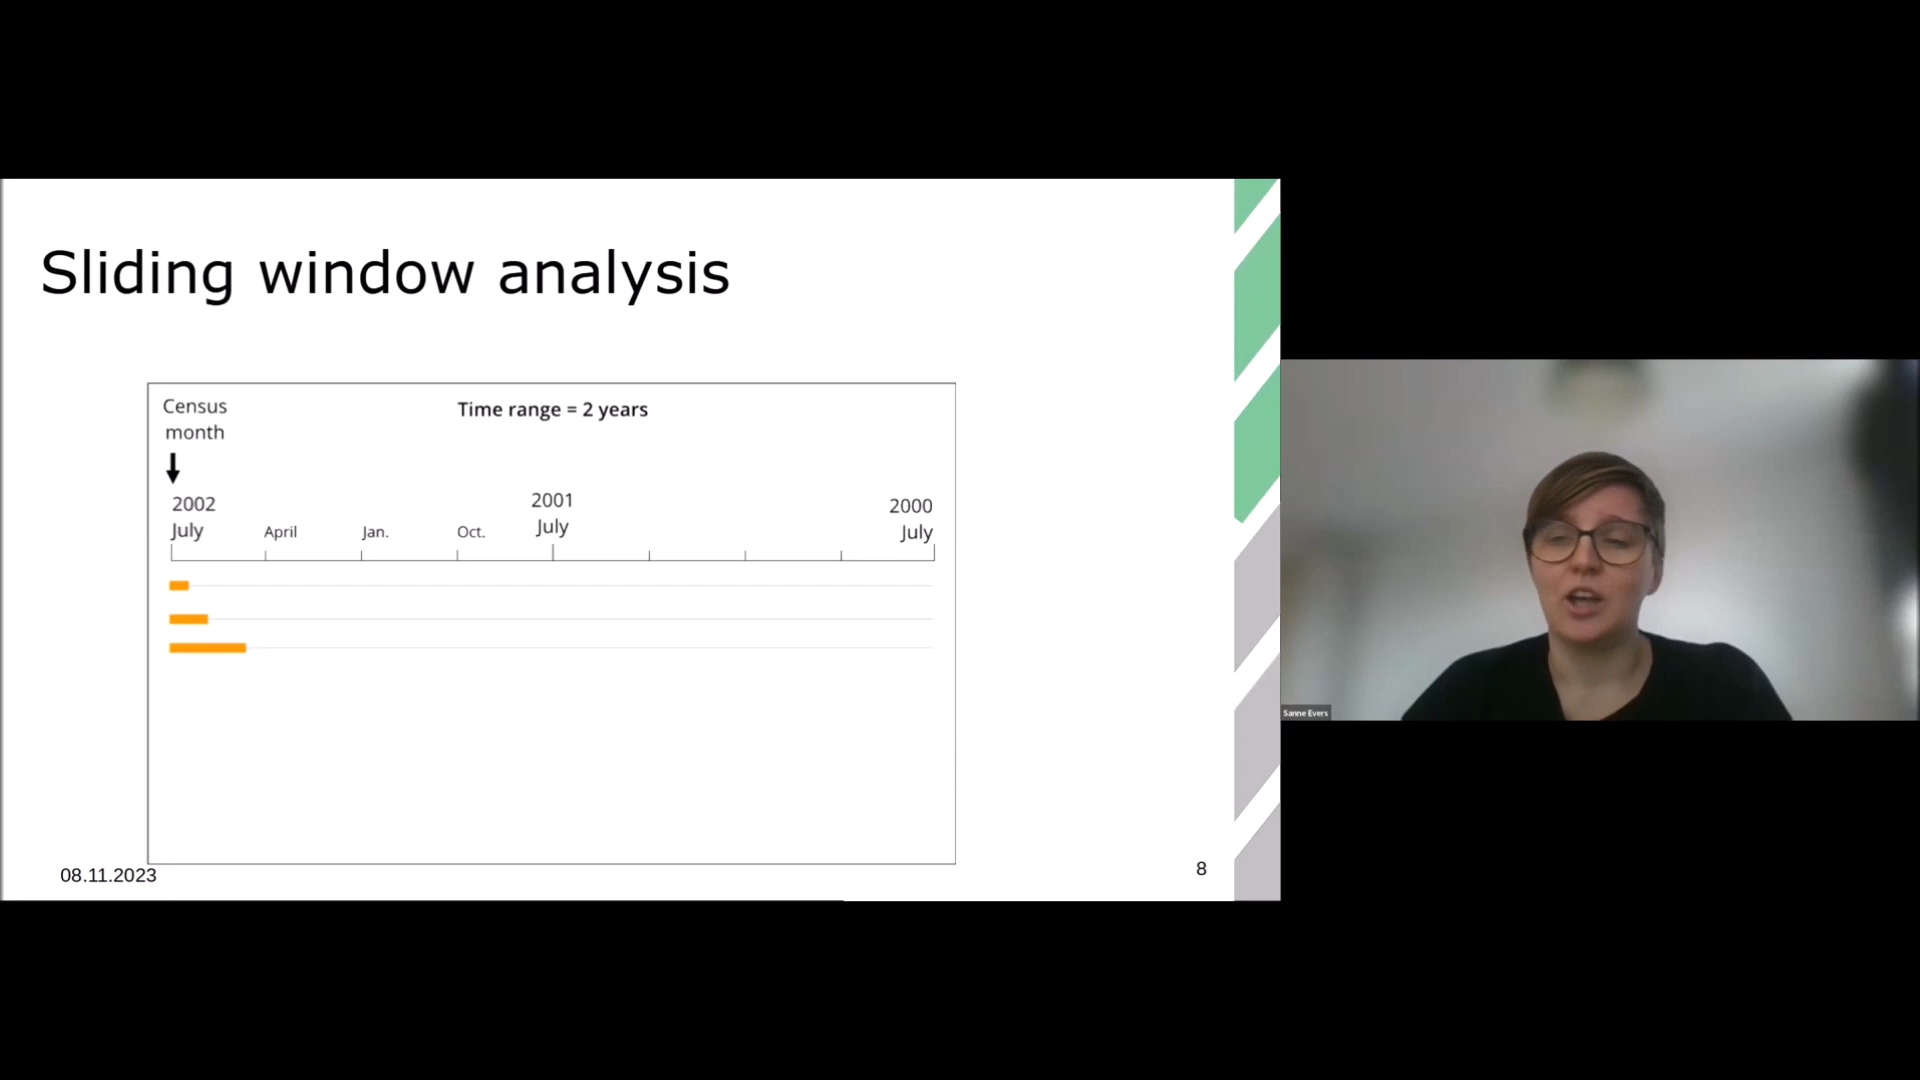 Sliding window analysis
Census
month
Time range = 2 years
2002
July
April
Jan.
Oct.
2001
July
2000
July
08.11.2023
8
Sanne Evers